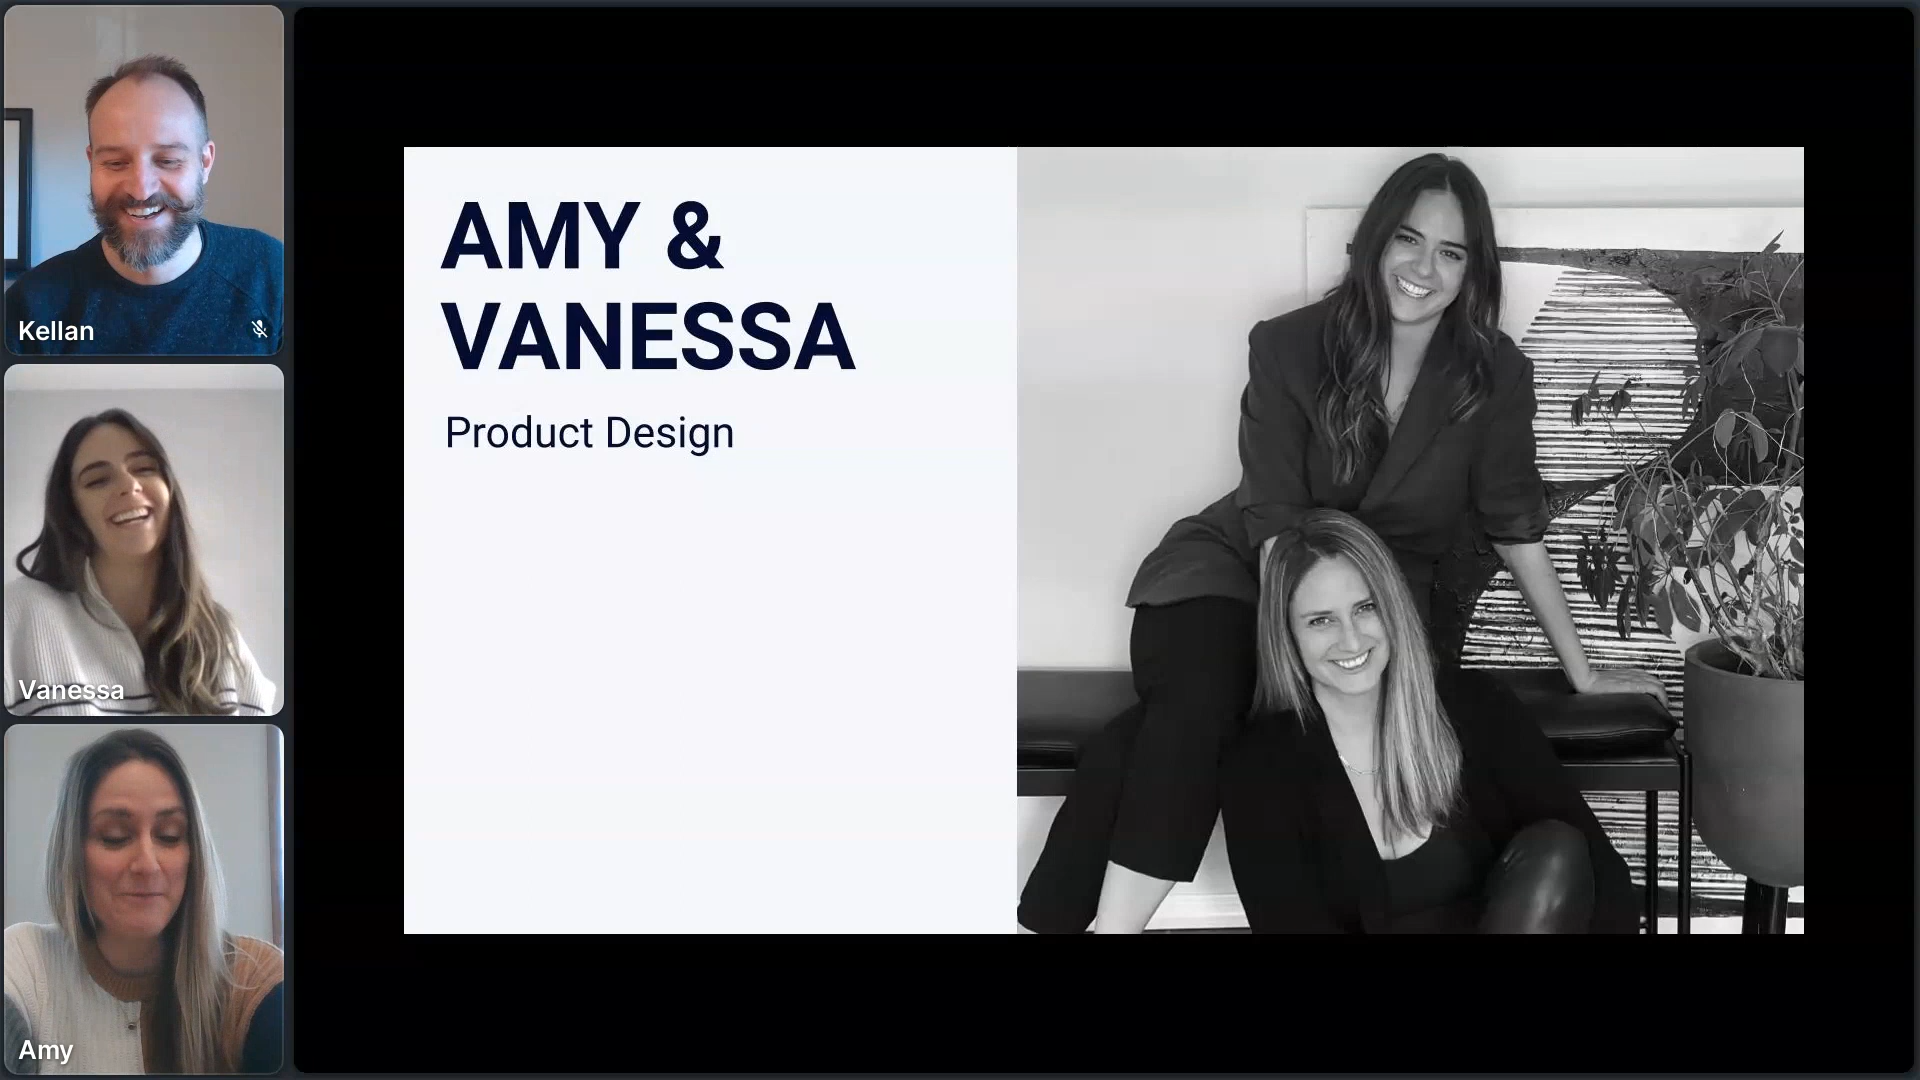 Kellan
Vanessa
Amy
AMY &
VANESSA
Product Design